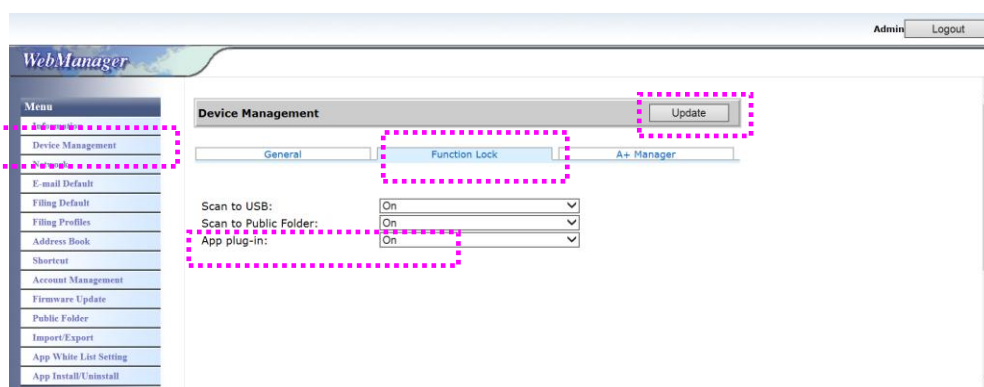 Admin Logout
WebManager
Menu
Information
Device Management
Network
E-mail Default
Filing Default
Filing Profiles
Address Book
Shortcut
Account Management
Firmware Update
Public Folder
Import/Export
App White List Setting
App Install/Uninstall
Device Management Update
General Function Lock A+ Manager
Scan to USB: On
Scan to Public Folder: On
App plug-in: On